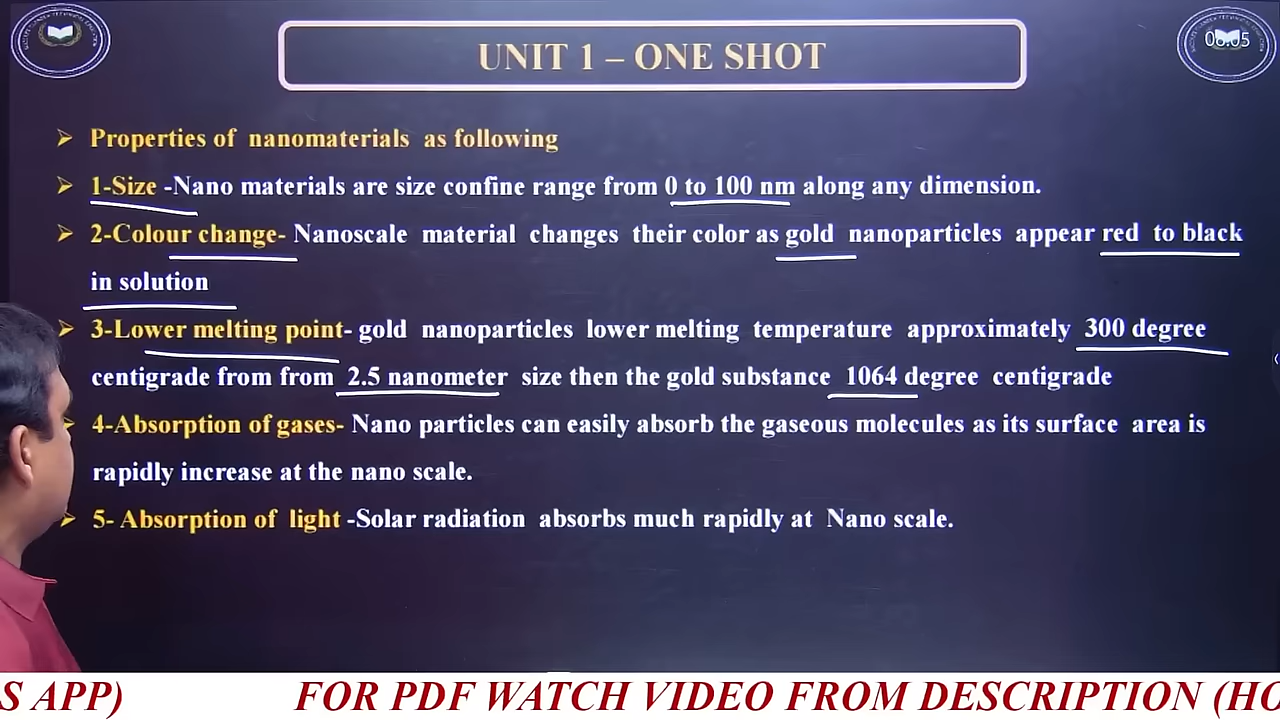 UNIT 1 – ONE SHOT
Properties of nanomaterials as following
1-Size -Nano materials are size confine range from 0 to 100 nm along any dimension.
2-Colour change- Nanoscale material changes their color as gold nanoparticles appear red to black
in solution
3-Lower melting point- gold nanoparticles lower melting temperature approximately 300 degree
centigrade from from 2.5 nanometer size then the gold substance 1064 degree centigrade
4-Absorption of gases- Nano particles can easily absorb the gaseous molecules as its surface area is
rapidly increase at the nano scale.
5- Absorption of light -Solar radiation absorbs much rapidly at Nano scale.
S APP) FOR PDF WATCH VIDEO FROM DESCRIPTION (HO